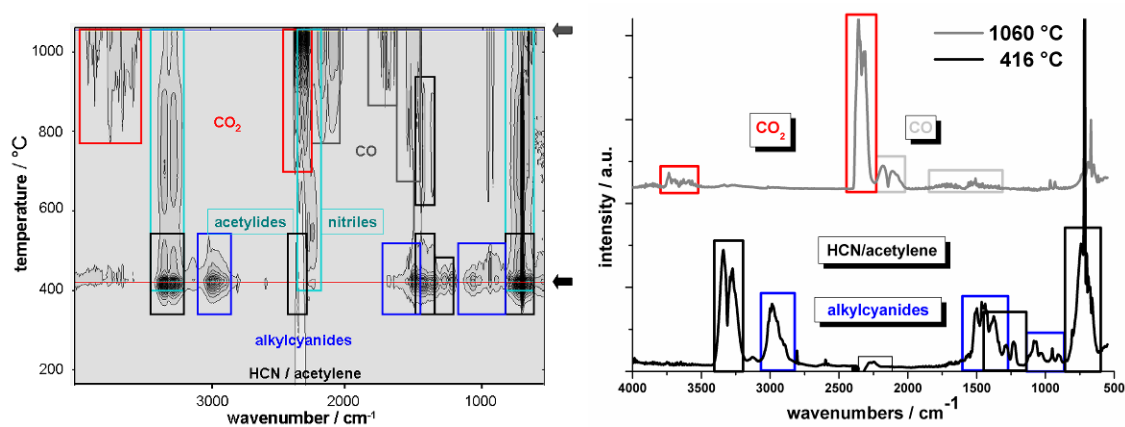 1000
800
600
400
200
temperature / °C
CO₂
CO
acetylides
nitriles
alkylcyanides
HCN / acetylene
3000
2000
1000
wavenumber / cm⁻¹
1060 °C
416 °C
CO₂
CO
HCN/acetylene
alkylcyanides
intensity / a.u.
4000
3500
3000
2500
2000
1500
1000
500
wavenumbers / cm⁻¹